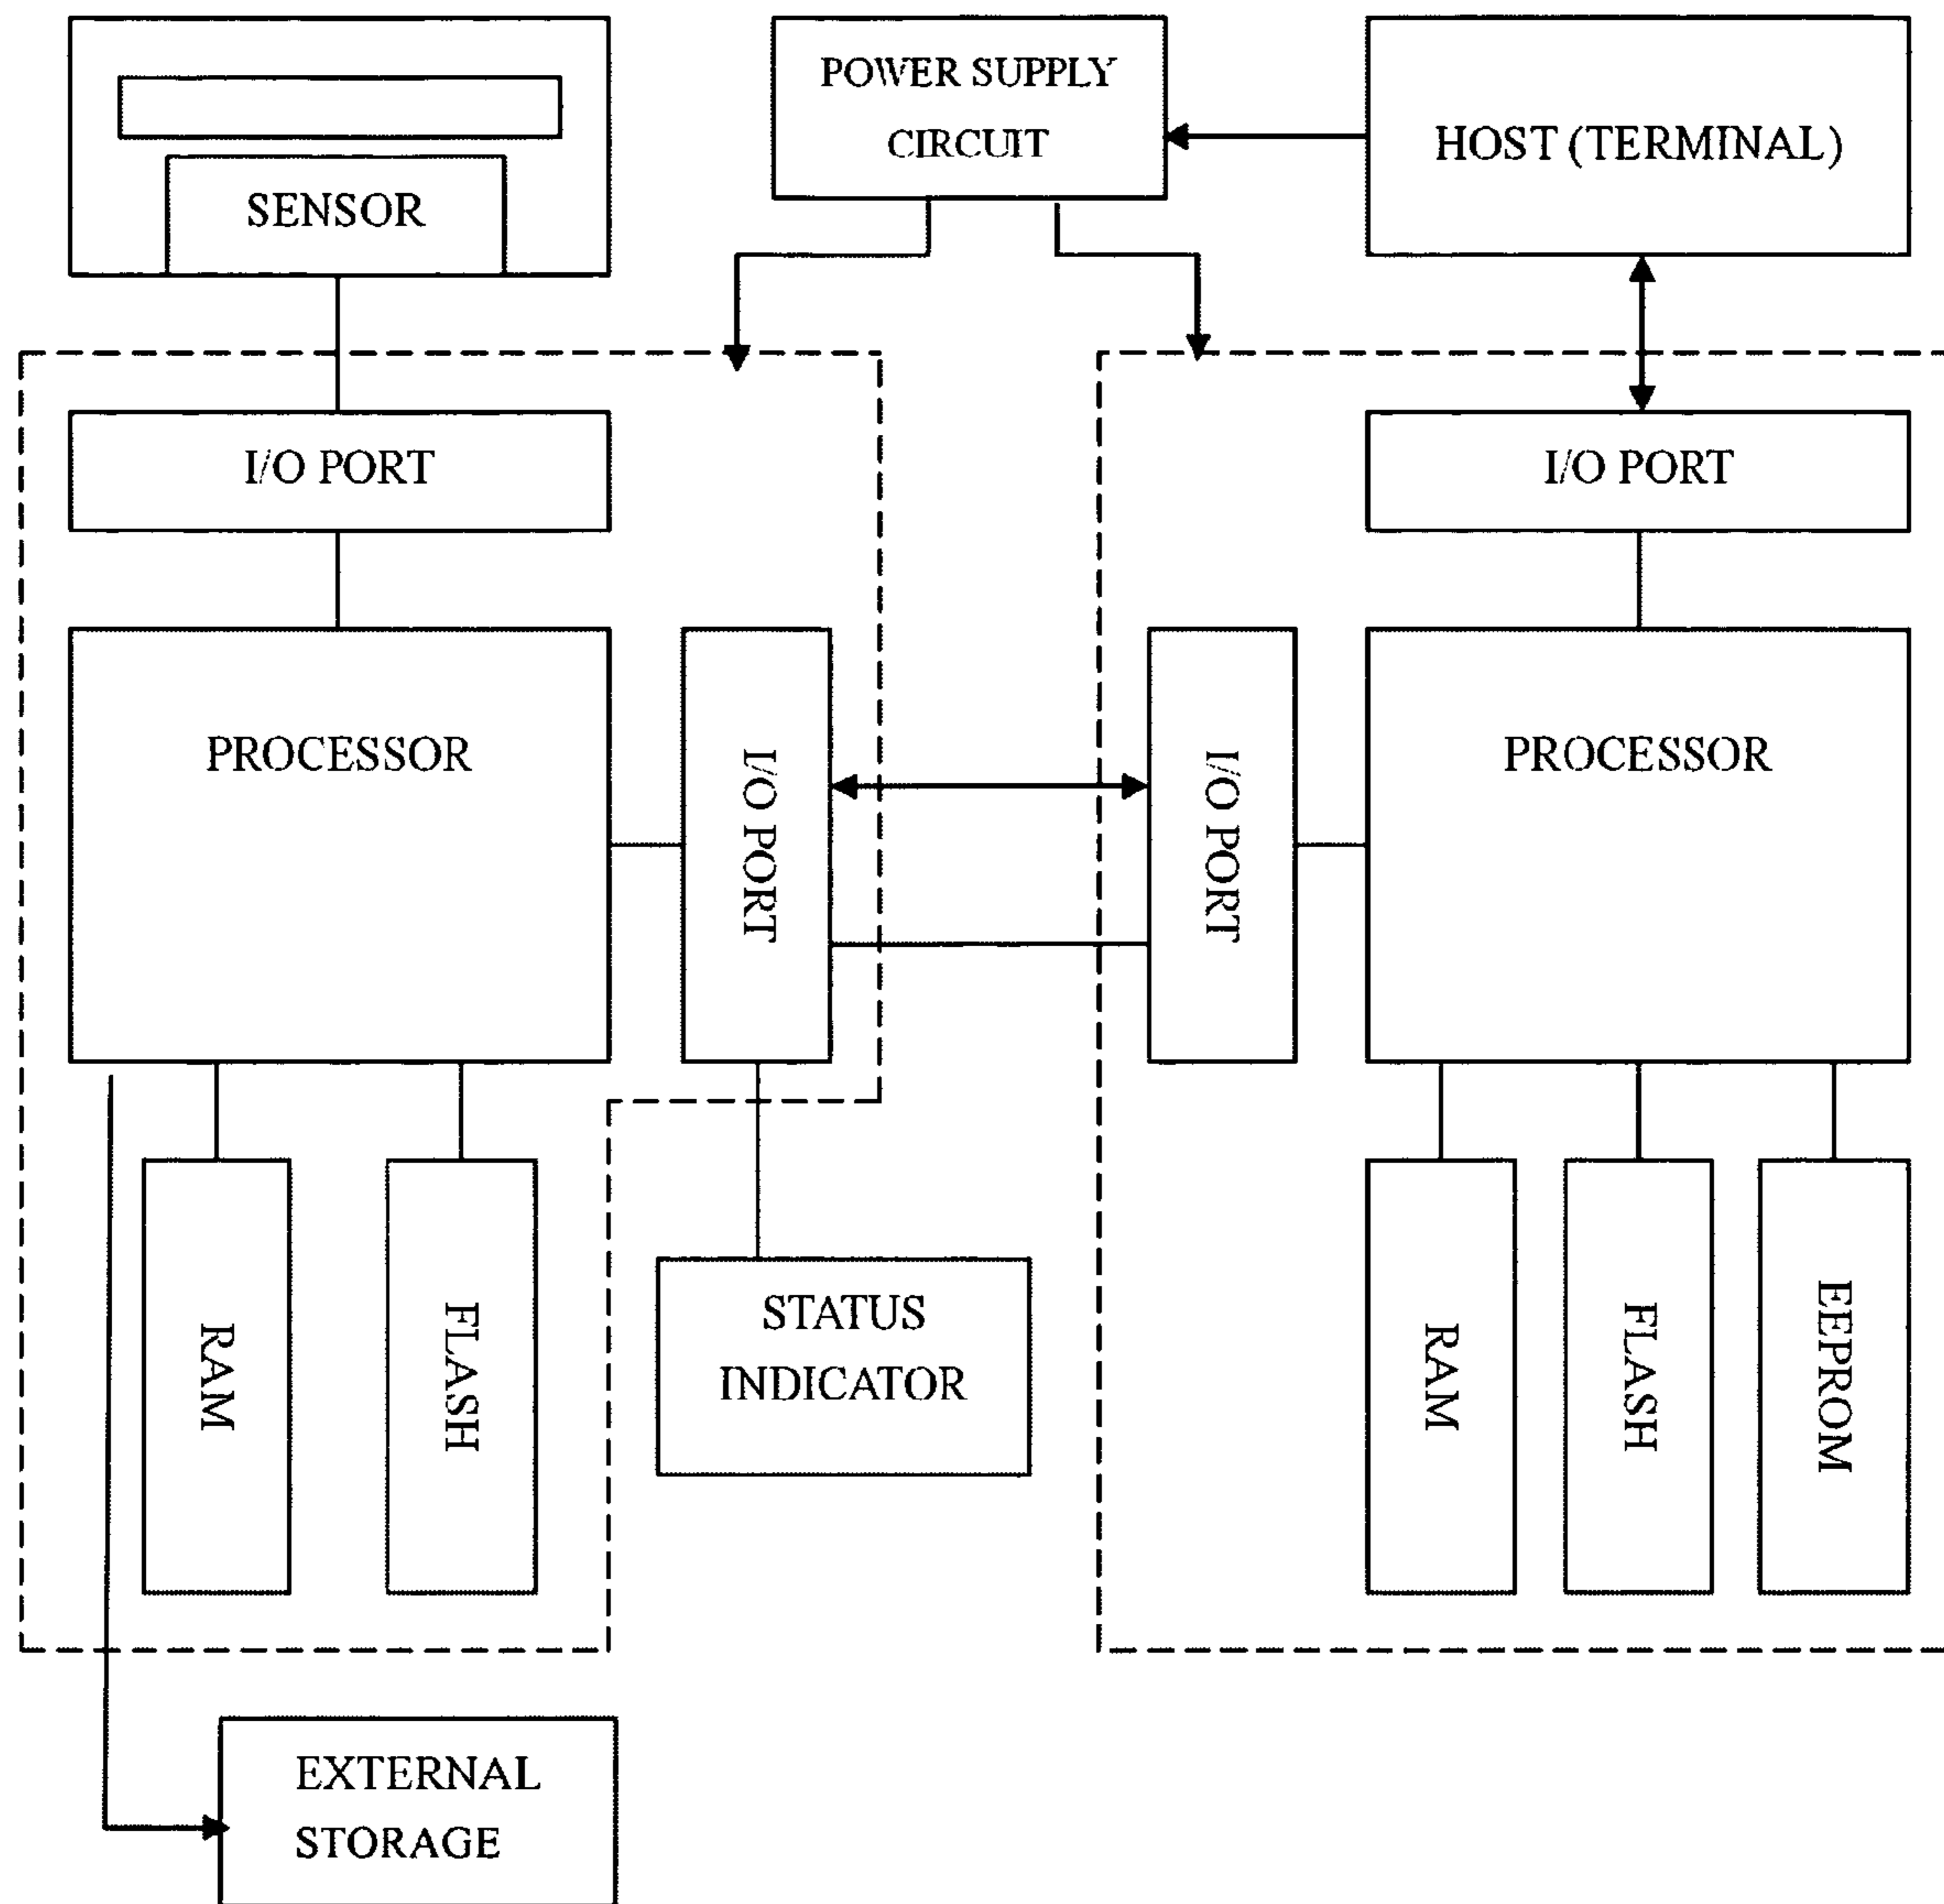 POWER SUPPLY
CIRCUIT
HOST (TERMINAL)
SENSOR
I/O PORT
I/O PORT
PROCESSOR
I/O PORT
I/O PORT
PROCESSOR
RAM
FLASH
STATUS
INDICATOR
RAM
FLASH
EEPROM
EXTERNAL
STORAGE